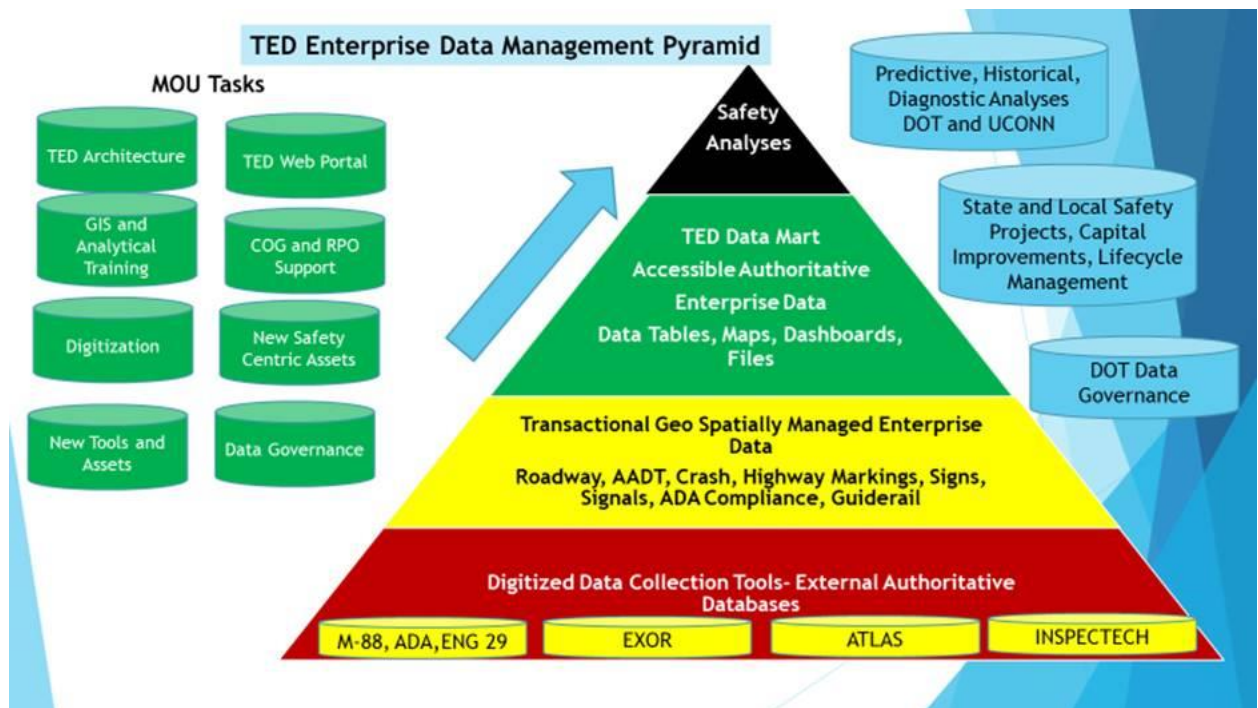 TED Enterprise Data Management Pyramid
MOU Tasks
TED Architecture
TED Web Portal
GIS and
Analytical
Training
COG and RPO
Support
Digitization
New Safety
Centric Assets
New Tools and
Assets
Data Governance
Safety
Analyses
TED Data Mart
Accessible Authoritative
Enterprise Data
Data Tables, Maps, Dashboards,
Files
Transactional Geo Spatially Managed Enterprise
Data
Roadway, AADT, Crash, Highway Markings, Signs,
Signals, ADA Compliance, Guiderail
Digitized Data Collection Tools- External Authoritative
Databases
M-88, ADA,ENG 29
EXOR
ATLAS
INSPECTECH
Predictive, Historical,
Diagnostic Analyses
DOT and UCONN
State and Local Safety
Projects, Capital
Improvements, Lifecycle
Management
DOT Data
Governance